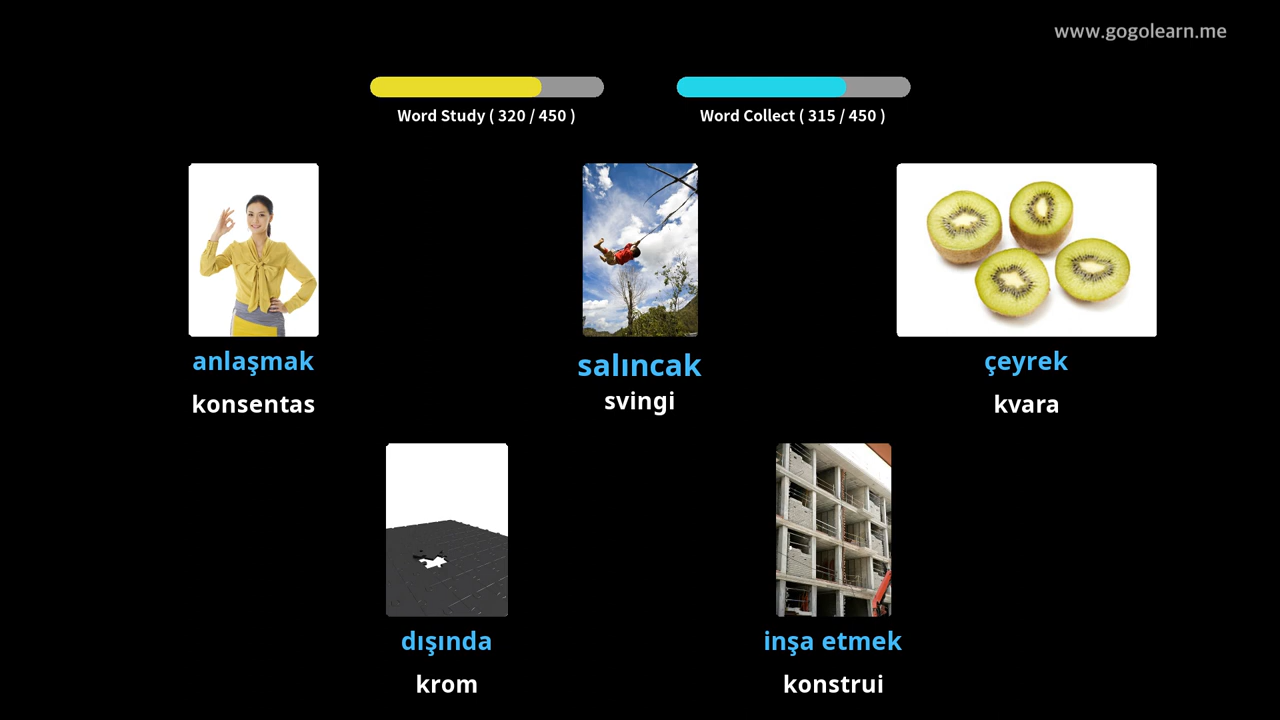 www.gogolearn.me
Word Study ( 320 / 450 )
Word Collect ( 315 / 450 )
anlaşmak
konsentas
salıncak
svingi
çeyrek
kvara
dışında
krom
inşa etmek
konstrui